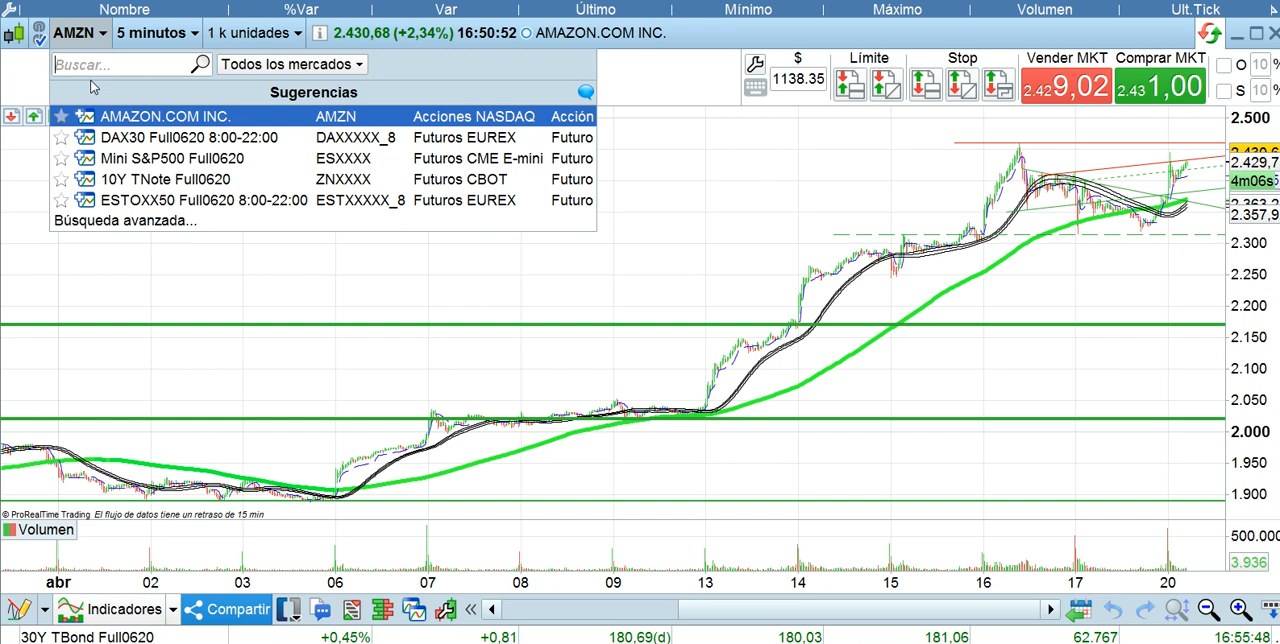 Nombre %Var Var Último Mínimo Máximo Volumen Ult.Tick
AMZN 5 minutos 1 k unidades 2.430,68 (+2,34%) 16:50:52 AMAZON.COM INC.
Buscar... Todos los mercados
Sugerencias
AMAZON.COM INC. AMZN Acciones NASDAQ Acción
DAX30 Full0620 8:00-22:00 DAXXXXX_8 Futuros EUREX Futuro
Mini S&P500 Full0620 ESXXXX Futuros CME E-mini Futuro
10Y TNote Full0620 ZNXXXX Futuros CBOT Futuro
ESTOXX50 Full0620 8:00-22:00 ESTXXXXX_8 Futuros EUREX Futuro
Búsqueda avanzada...
$ Límite Stop Vender MKT Comprar MKT O 10 %
1138.35 2.429,02 2.431,00 S 10 %
2.500
2.429,7
4m06s
2.357,9
2.300
2.250
2.200
2.150
2.100
2.050
2.000
1.950
1.900
© ProRealTime Trading El flujo de datos tiene un retraso de 15 min
Volumen
500.000
3.936
abr 02 03 06 07 08 09 13 14 15 16 17 20
Indicadores Compartir
30Y TBond Full0620 +0,45% +0,81 180,69(d) 180,03 181,06 62.767 16:55:48